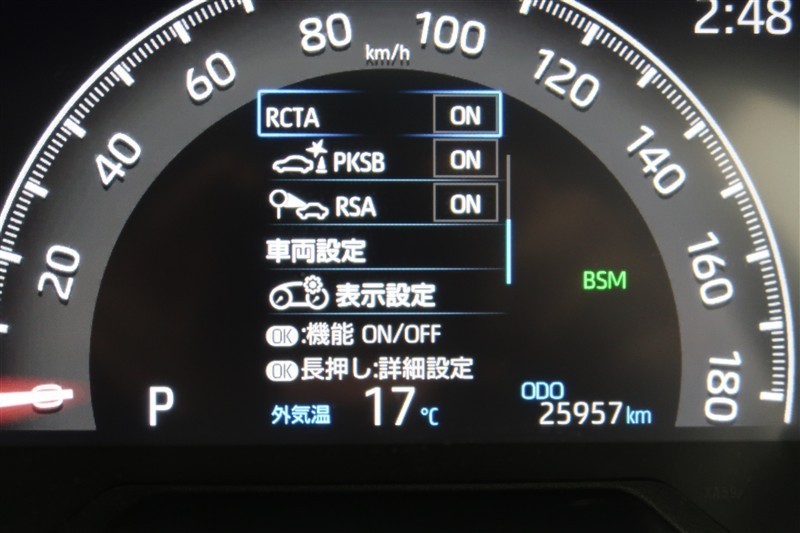 2:48
80 km/h 100
60 120
40 140
20 160
0 180
RCTA ON
PKSB ON
RSA ON
車両設定
表示設定
BSM
OK:機能 ON/OFF
OK長押し:詳細設定
P 外気温 17℃
ODO
25957km